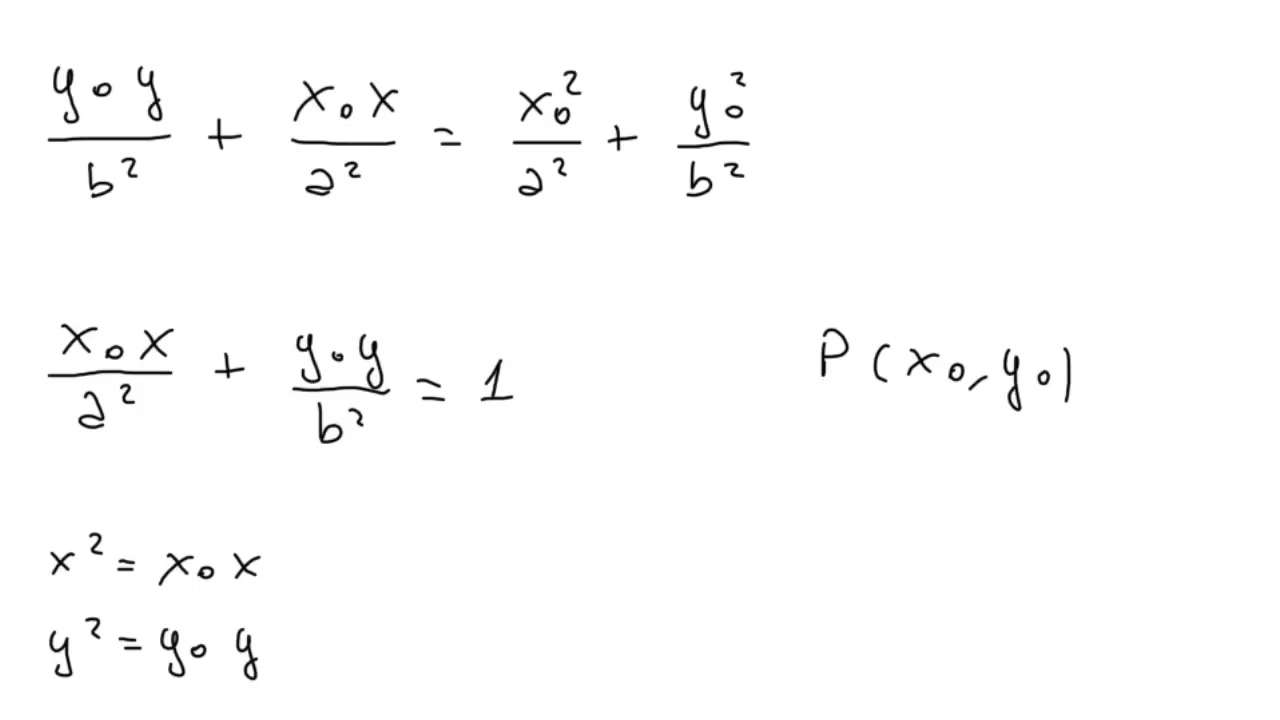 y₀y/b² + x₀x/a² = x₀²/a² + y₀²/b²
x₀x/a² + y₀y/b² = 1
P(x₀, y₀)
x² = x₀x
y² = y₀y